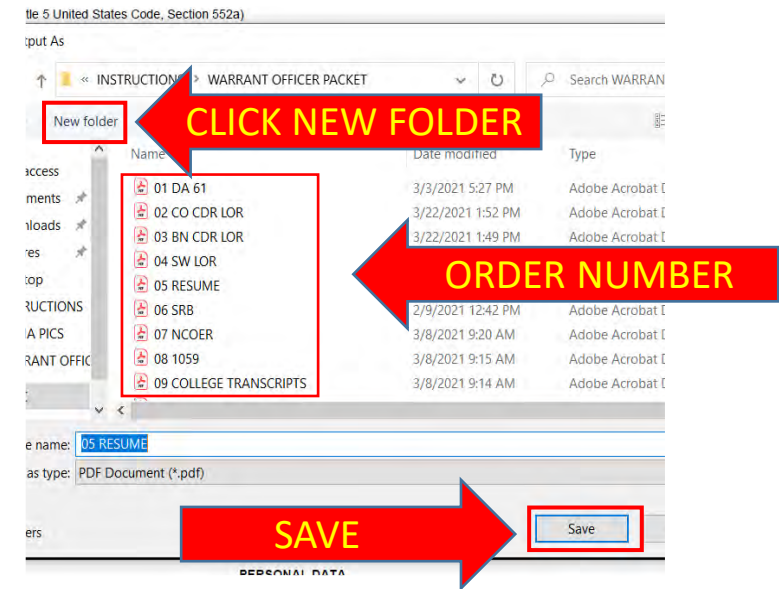 tle 5 United States Code, Section 552a)
tput As
« INSTRUCTION > WARRANT OFFICER PACKET Search WARRAN
New folder CLICK NEW FOLDER
Name Date modified Type
access
01 DA 61 3/3/2021 5:27 PM Adobe Acrobat D
ments 02 CO CDR LOR 3/22/2021 1:52 PM Adobe Acrobat D
nloads 03 BN CDR LOR 3/22/2021 1:49 PM Adobe Acrobat D
res 04 SW LOR
top 05 RESUME ORDER NUMBER
RUCTIONS 06 SRB 2/9/2021 12:42 PM Adobe Acrobat D
A PICS 07 NCOER 3/8/2021 9:20 AM Adobe Acrobat D
RANT OFFIC 08 1059 3/8/2021 9:15 AM Adobe Acrobat D
09 COLLEGE TRANSCRIPTS 3/8/2021 9:14 AM Adobe Acrobat D
e name: 05 RESUME
as type: PDF Document (*.pdf)
ers SAVE Save
PERSONAL DATA